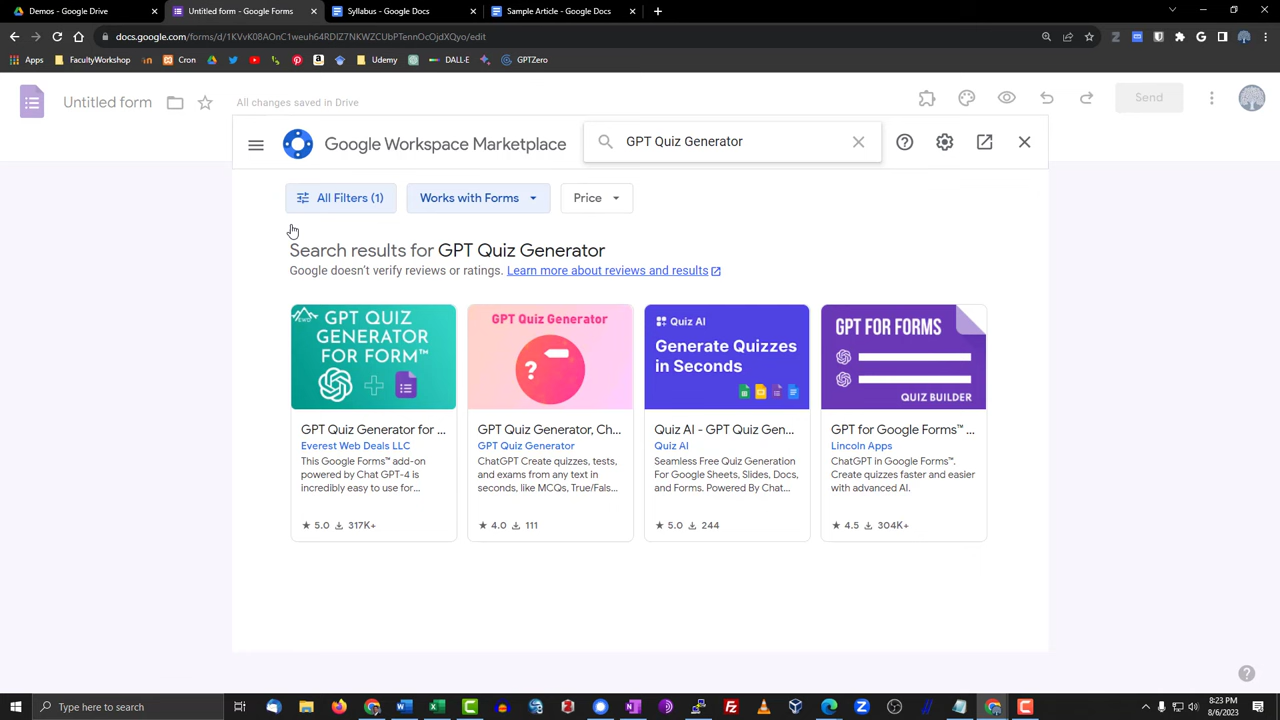 Demos - Google Drive
Untitled form - Google Forms
Syllabus - Google Docs
Sample Article - Google Docs
docs.google.com/forms/d/1KVvK08AOnC1weuh64RDIZ7NKWZCUbPTennOcOjdXQyo/edit
Apps
FacultyWorkshop
in
Cron
Udemy
DALL-E
GPTZero
Untitled form
All changes saved in Drive
Send
Google Workspace Marketplace
GPT Quiz Generator
All Filters (1)
Works with Forms
Price
Search results for GPT Quiz Generator
Google doesn't verify reviews or ratings. Learn more about reviews and results
GPT QUIZ
GENERATOR
FOR FORM™
GPT Quiz Generator for ...
Everest Web Deals LLC
This Google Forms™ add-on
powered by Chat GPT-4 is
incredibly easy to use for...
5.0 317K+
GPT Quiz Generator
?
GPT Quiz Generator, Ch...
GPT Quiz Generator
ChatGPT Create quizzes, tests,
and exams from any text in
seconds, like MCQs, True/Fals...
4.0 111
Quiz AI
Generate Quizzes
in Seconds
Quiz AI - GPT Quiz Gen...
Quiz AI
Seamless Free Quiz Generation
For Google Sheets, Slides, Docs,
and Forms. Powered By Chat...
5.0 244
GPT FOR FORMS
QUIZ BUILDER
GPT for Google Forms™ ...
Lincoln Apps
ChatGPT in Google Forms™.
Create quizzes faster and easier
with advanced AI.
4.5 304K+
Type here to search
8:23 PM
8/6/2023